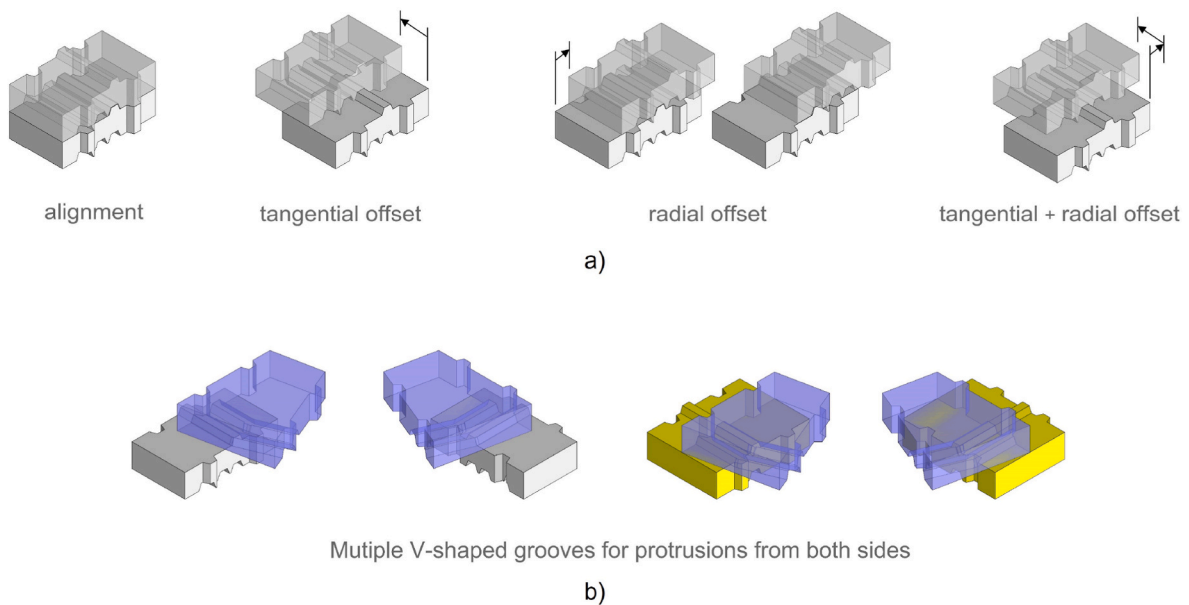 alignment
tangential offset
radial offset
tangential + radial offset
a)
Mutiple V-shaped grooves for protrusions from both sides
b)